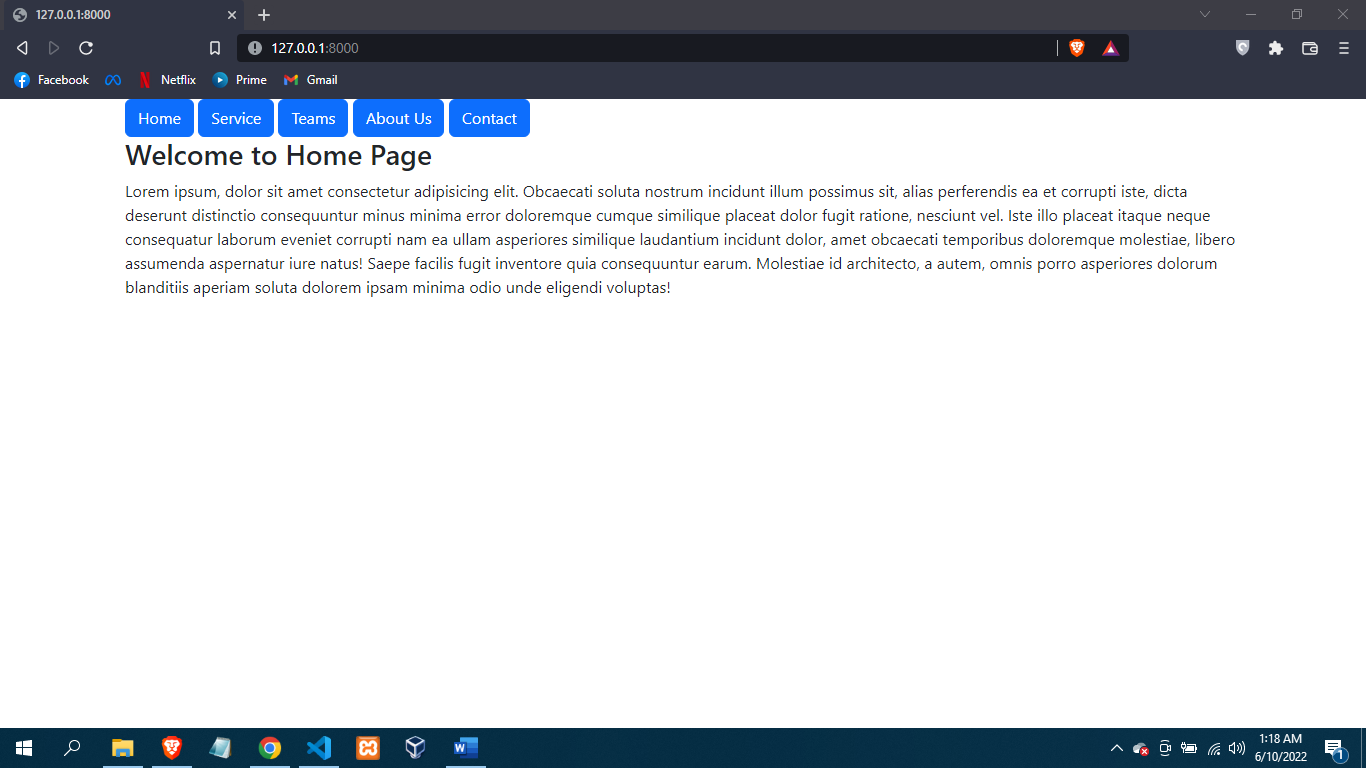 127.0.0.1:8000
127.0.0.1:8000
Facebook Netflix Prime Gmail
Home Service Teams About Us Contact
Welcome to Home Page
Lorem ipsum, dolor sit amet consectetur adipisicing elit. Obcaecati soluta nostrum incidunt illum possimus sit, alias perferendis ea et corrupti iste, dicta
deserunt distinctio consequuntur minus minima error doloremque cumque similique placeat dolor fugit ratione, nesciunt vel. Iste illo placeat itaque neque
consequatur laborum eveniet corrupti nam ea ullam asperiores similique laudantium incidunt dolor, amet obcaecati temporibus doloremque molestiae, libero
assumenda aspernatur iure natus! Saepe facilis fugit inventore quia consequuntur earum. Molestiae id architecto, a autem, omnis porro asperiores dolorum
blanditiis aperiam soluta dolorem ipsam minima odio unde eligendi voluptas!
1:18 AM
6/10/2022
1